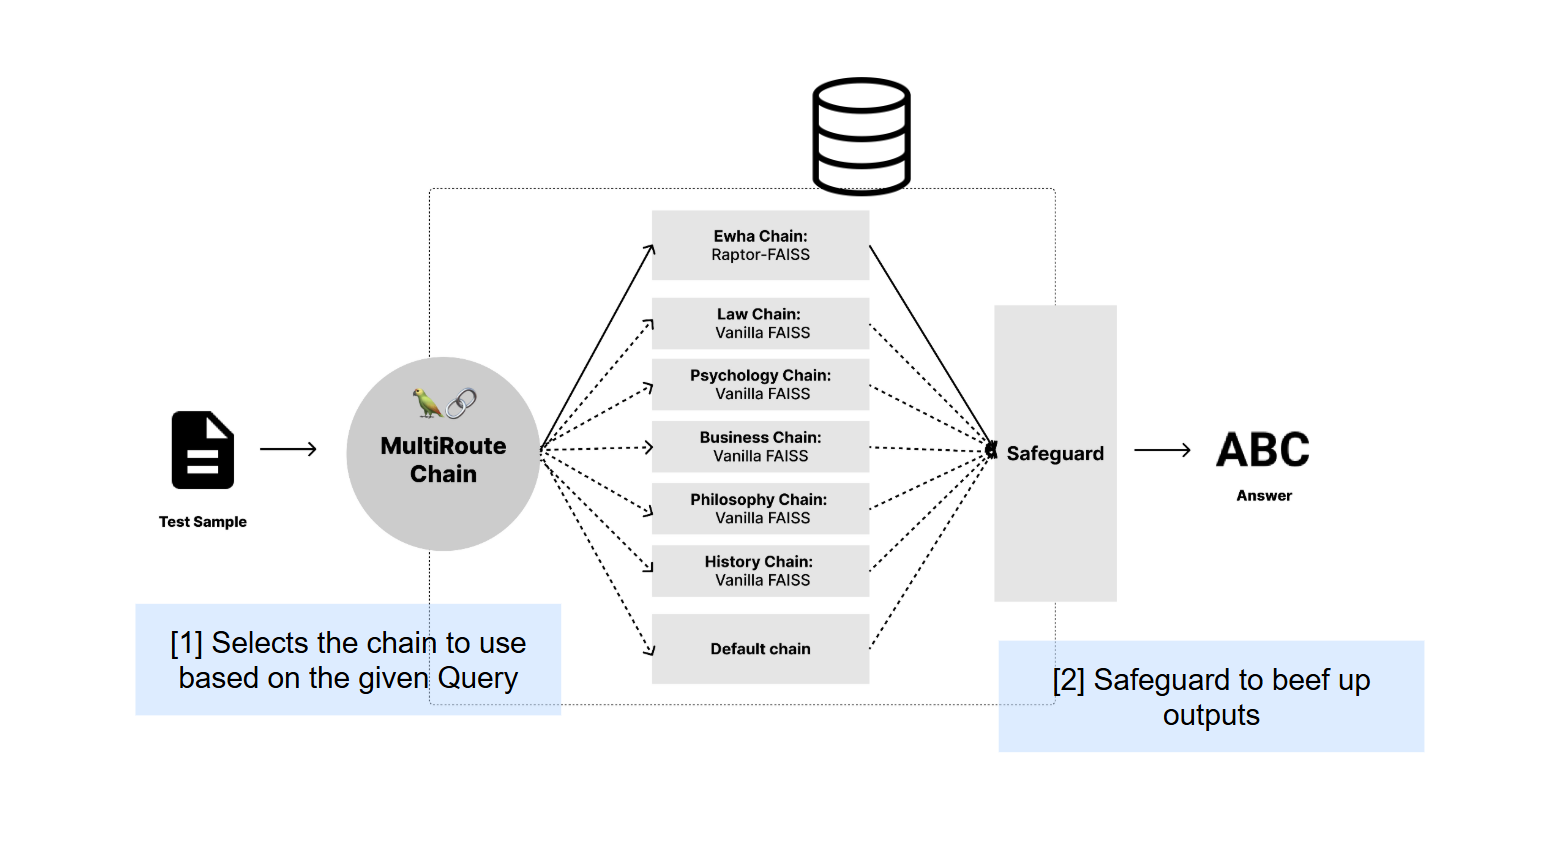 Ewha Chain:
Raptor-FAISS
Law Chain:
Vanilla FAISS
Psychology Chain:
Vanilla FAISS
Business Chain:
Vanilla FAISS
Philosophy Chain:
Vanilla FAISS
History Chain:
Vanilla FAISS
Default chain
MultiRoute
Chain
Test Sample
Safeguard
ABC
Answer
[1] Selects the chain to use
based on the given Query
[2] Safeguard to beef up
outputs